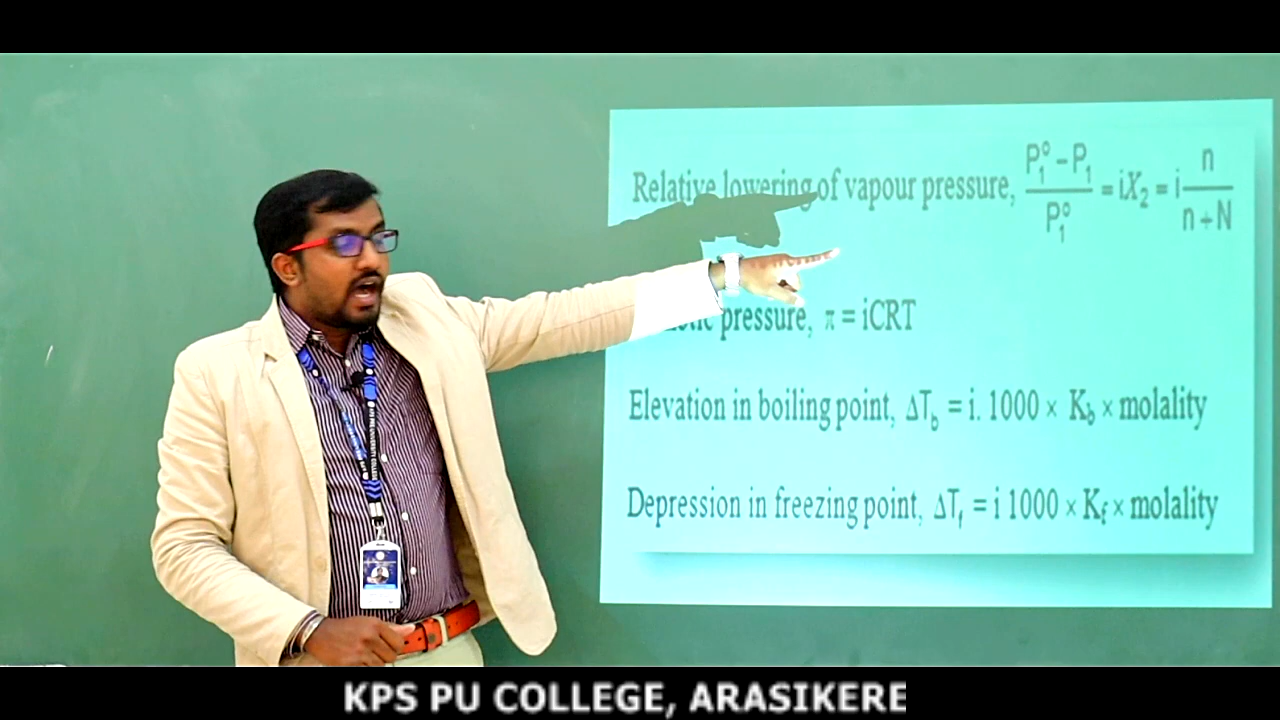 Relative lowering of vapour pressure, P₁° – P₁ / P₁° = iX₂ = i n / n + N
pressure, π = iCRT
Elevation in boiling point, ΔT_b = i. 1000 × K_b × molality
Depression in freezing point, ΔT_f = i 1000 × K_f × molality
KPS PU COLLEGE, ARASIKERE